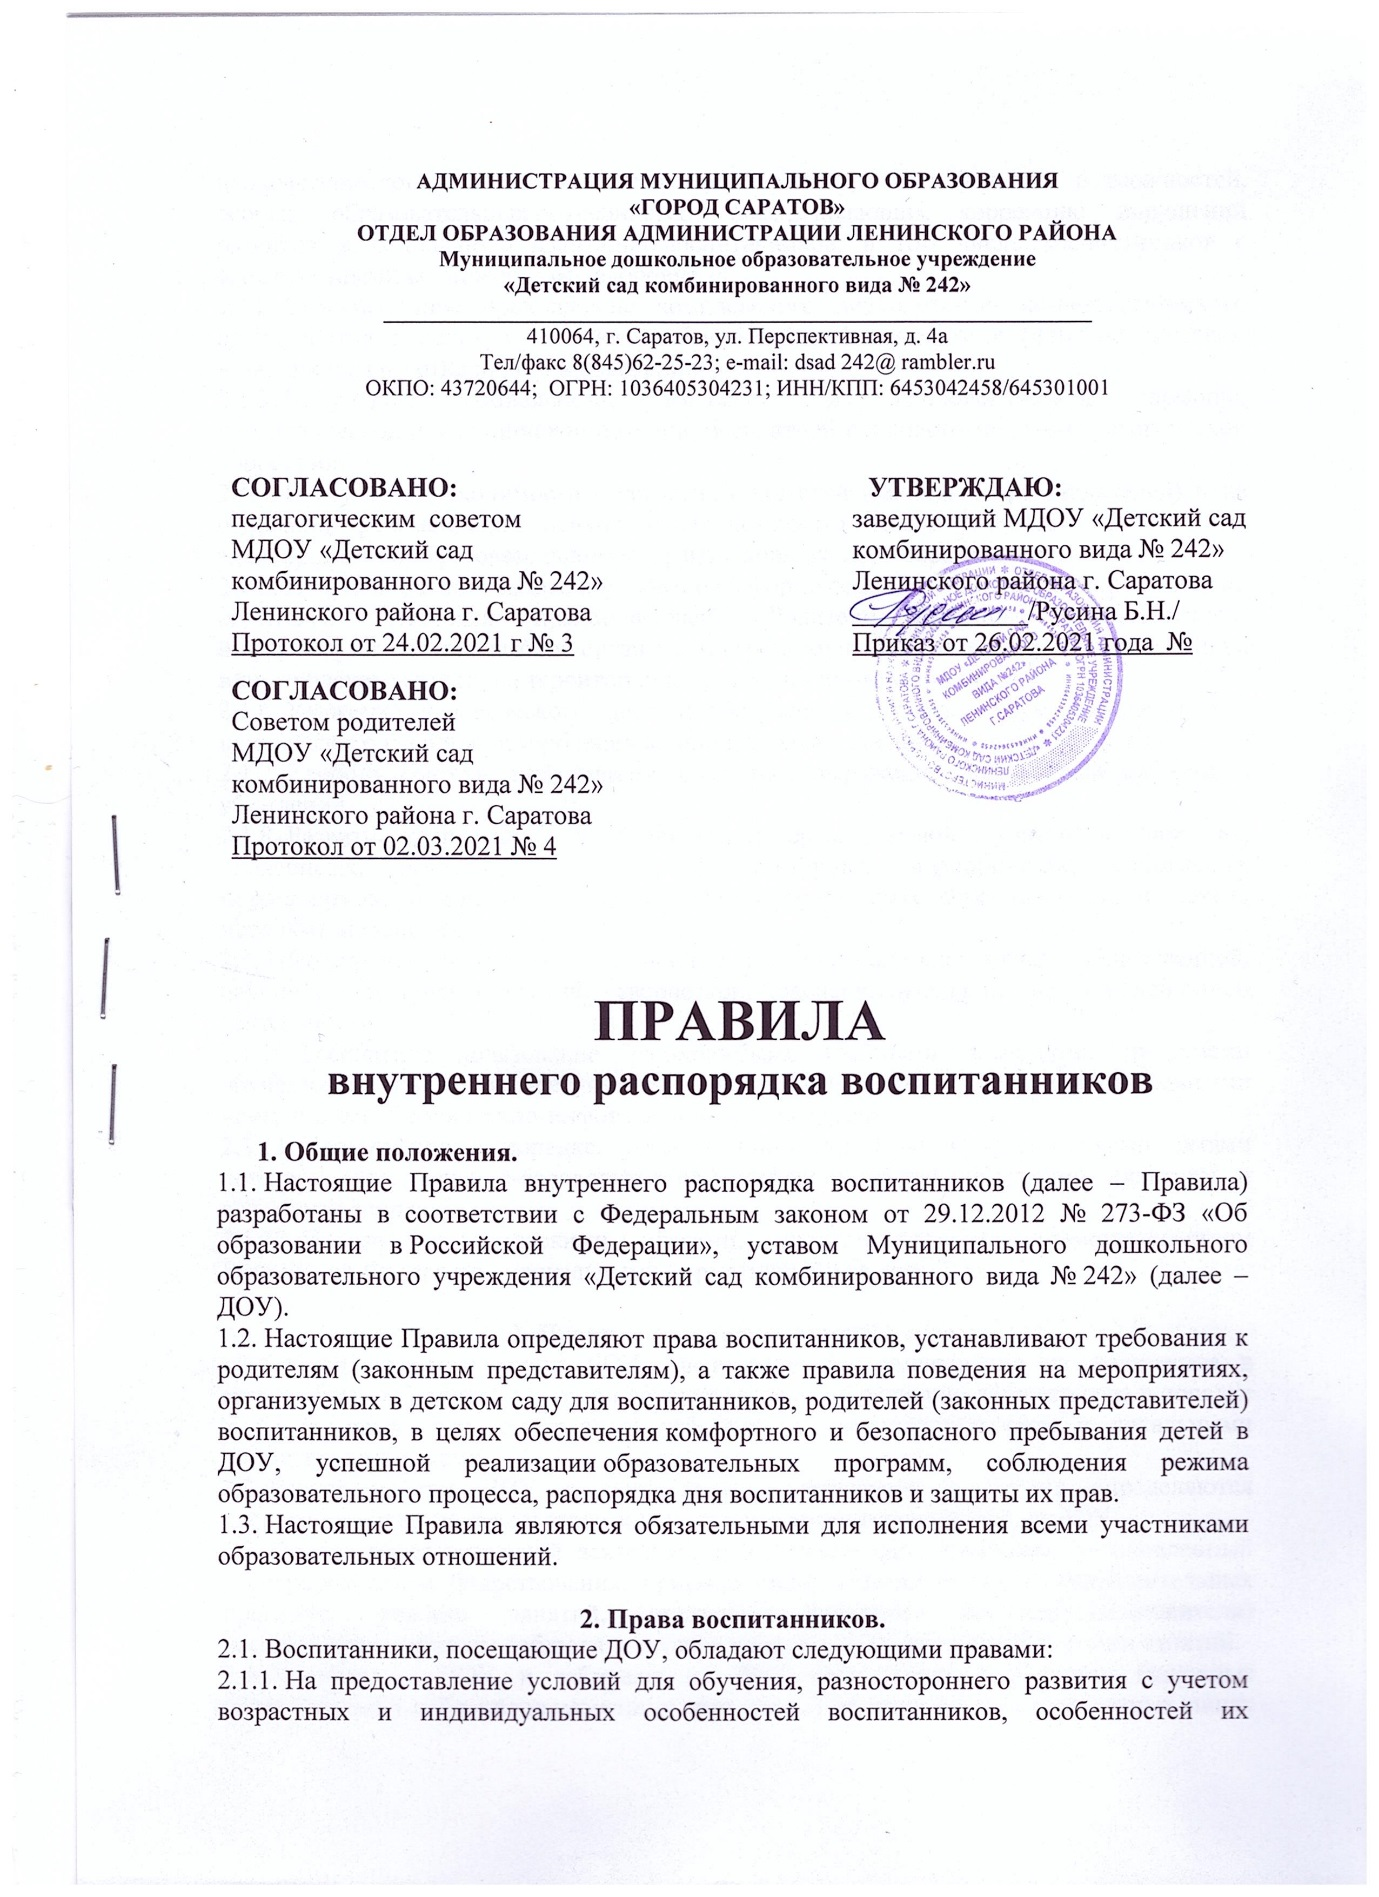 АДМИНИСТРАЦИЯ МУНИЦИПАЛЬНОГО ОБРАЗОВАНИЯ
«ГОРОД САРАТОВ»
ОТДЕЛ ОБРАЗОВАНИЯ АДМИНИСТРАЦИИ ЛЕНИНСКОГО РАЙОНА
Муниципальное дошкольное образовательное учреждение
«Детский сад комбинированного вида № 242»
410064, г. Саратов, ул. Перспективная, д. 4а
Тел/факс 8(845)62-25-23; e-mail: dsad 242@ rambler.ru
ОКПО: 43720644; ОГРН: 1036405304231; ИНН/КПП: 6453042458/645301001
СОГЛАСОВАНО:
педагогическим советом
МДОУ «Детский сад
комбинированного вида № 242»
Ленинского района г. Саратова
Протокол от 24.02.2021 г № 3
УТВЕРЖДАЮ:
заведующий МДОУ «Детский сад
комбинированного вида № 242»
Ленинского района г. Саратова
/Русина Б.Н./
Приказ от 26.02.2021 года №
МДОУ «ДЕТСКИЙ САД
КОМБИНИРОВАННОГО
ВИДА №242»
ЛЕНИНСКОГО РАЙОНА
Г.САРАТОВА
СОГЛАСОВАНО:
Советом родителей
МДОУ «Детский сад
комбинированного вида № 242»
Ленинского района г. Саратова
Протокол от 02.03.2021 № 4
ПРАВИЛА
внутреннего распорядка воспитанников
1. Общие положения.
1.1. Настоящие Правила внутреннего распорядка воспитанников (далее – Правила)
разработаны в соответствии с Федеральным законом от 29.12.2012 № 273-ФЗ «Об
образовании в Российской Федерации», уставом Муниципального дошкольного
образовательного учреждения «Детский сад комбинированного вида № 242» (далее –
ДОУ).
1.2. Настоящие Правила определяют права воспитанников, устанавливают требования к
родителям (законным представителям), а также правила поведения на мероприятиях,
организуемых в детском саду для воспитанников, родителей (законных представителей)
воспитанников, в целях обеспечения комфортного и безопасного пребывания детей в
ДОУ, успешной реализации образовательных программ, соблюдения режима
образовательного процесса, распорядка дня воспитанников и защиты их прав.
1.3. Настоящие Правила являются обязательными для исполнения всеми участниками
образовательных отношений.
2. Права воспитанников.
2.1. Воспитанники, посещающие ДОУ, обладают следующими правами:
2.1.1. На предоставление условий для обучения, разностороннего развития с учетом
возрастных и индивидуальных особенностей воспитанников, особенностей их